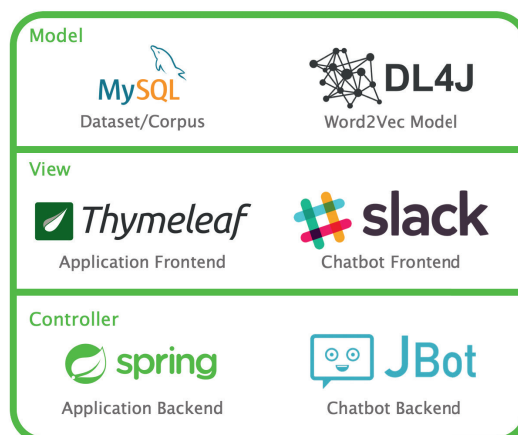 Model
MySQL
DL4J
Dataset/Corpus
Word2Vec Model
View
Thymeleaf
slack
Application Frontend
Chatbot Frontend
Controller
spring
JBot
Application Backend
Chatbot Backend